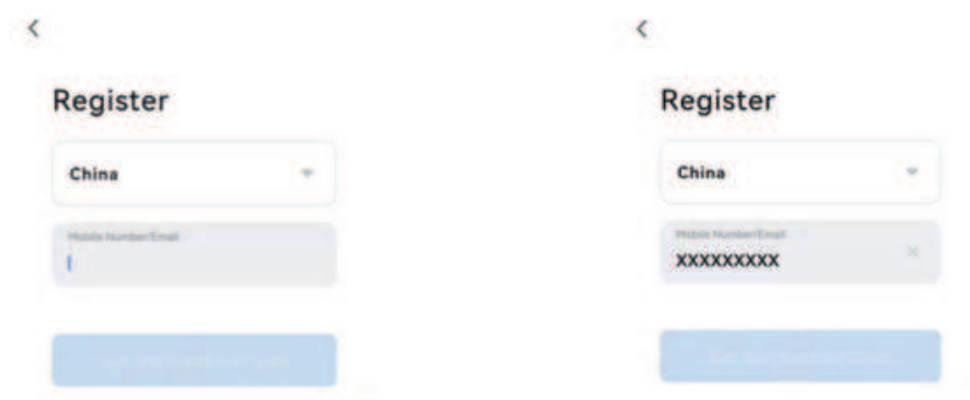 Register
China
Mobile Number/Email
Register
China
Mobile Number/Email
XXXXXXXXX